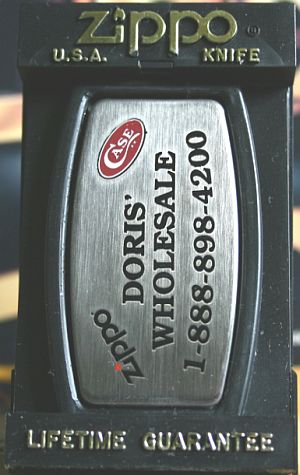 Zippo®
U.S.A. KNIFE
CASE
Zippo
DORIS'
WHOLESALE
1-888-898-4200
LIFETIME GUARANTEE